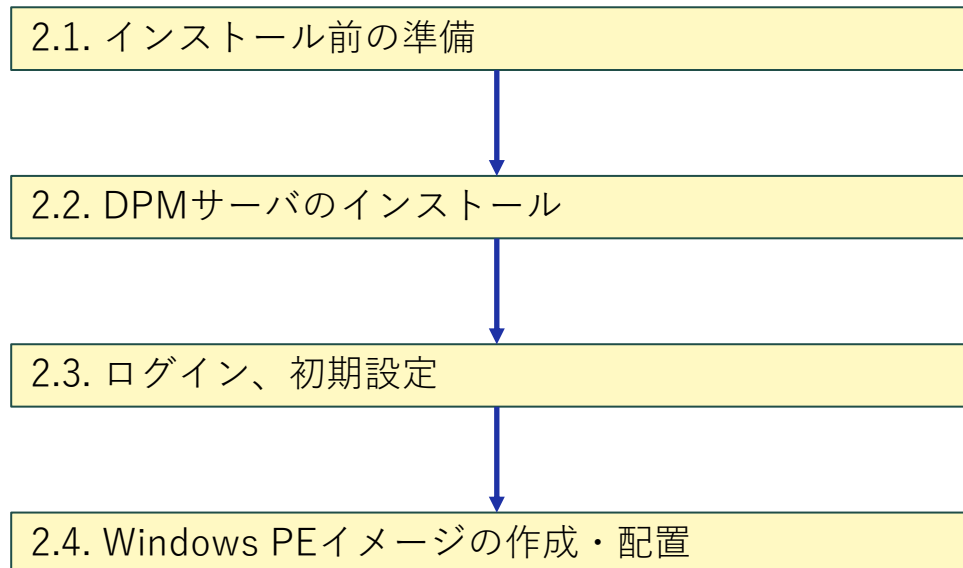 2.1. インストール前の準備
2.2. DPMサーバのインストール
2.3. ログイン、初期設定
2.4. Windows PEイメージの作成・配置